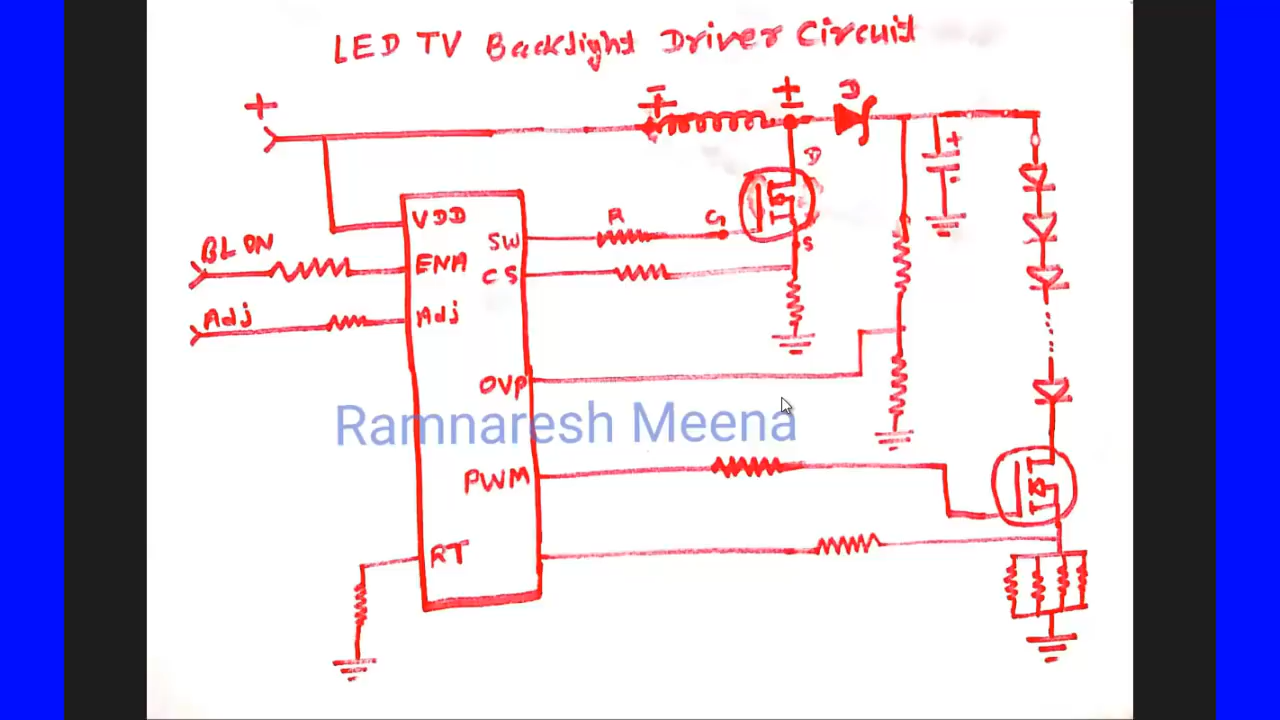 LED TV Backlight Driver Circuit
+
- +
+ -
D
D
G
S
R
BL ON
Adj
VDD
ENA
Adj
SW
CS
OVP
PWM
RT
+
-
Ramnaresh Meena